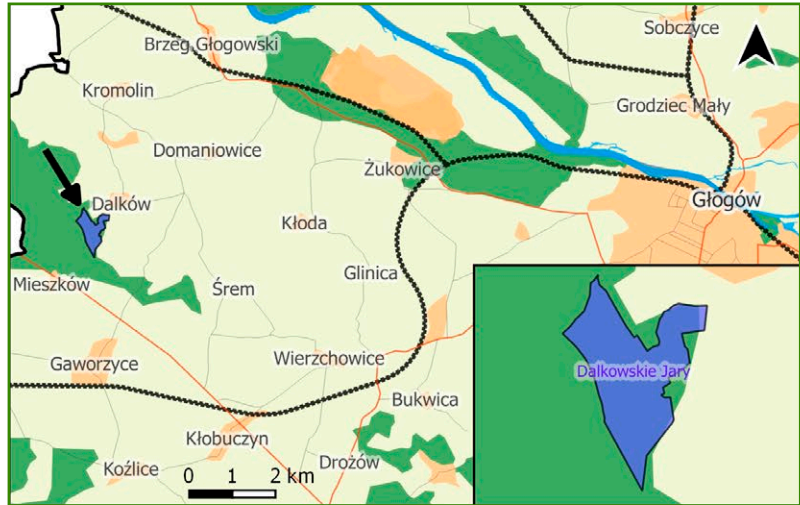 Sobczyce
Brzeg Głogowski
Kromolin
Grodziec Mały
Domaniowice
Żukowice
Dalków
Głogów
Kłoda
Glinica
Mieszków
Śrem
Gaworzyce
Wierzchowice
Dalkowskie Jary
Bukwica
Kłobuczyn
Koźlice
Drożów
0 1 2 km